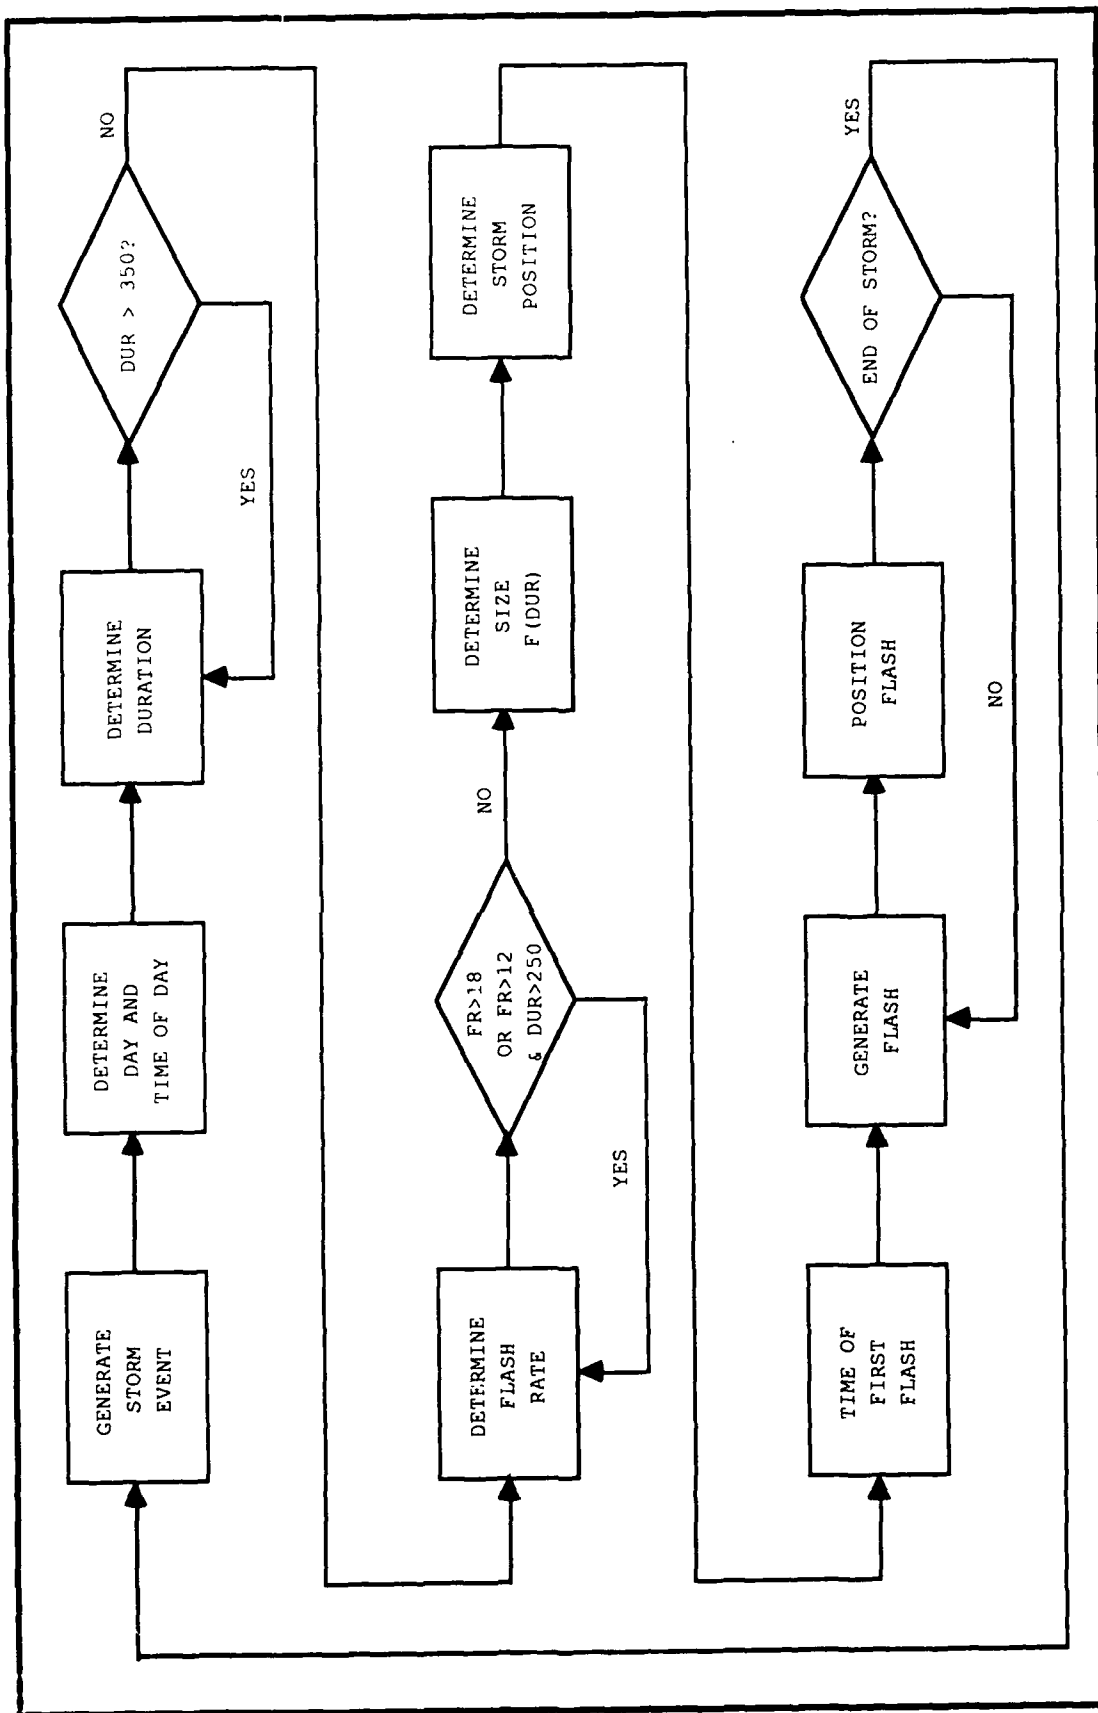 GENERATE
STORM
EVENT
DETERMINE
DAY AND
TIME OF DAY
DETERMINE
DURATION
DUR > 350?
NO
YES
DETERMINE
FLASH
RATE
FR>18
OR FR>12
& DUR>250
NO
YES
DETERMINE
SIZE
F(DUR)
DETERMINE
STORM
POSITION
TIME OF
FIRST
FLASH
GENERATE
FLASH
POSITION
FLASH
END OF STORM?
YES
NO